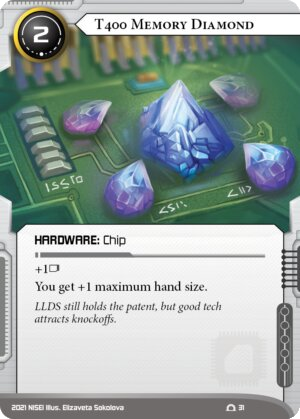 2
T400 Memory Diamond
HARDWARE: Chip
+1
You get +1 maximum hand size.
LLDS still holds the patent, but good tech
attracts knockoffs.
2021 NISEI Illus. Elizaveta Sokolova
31